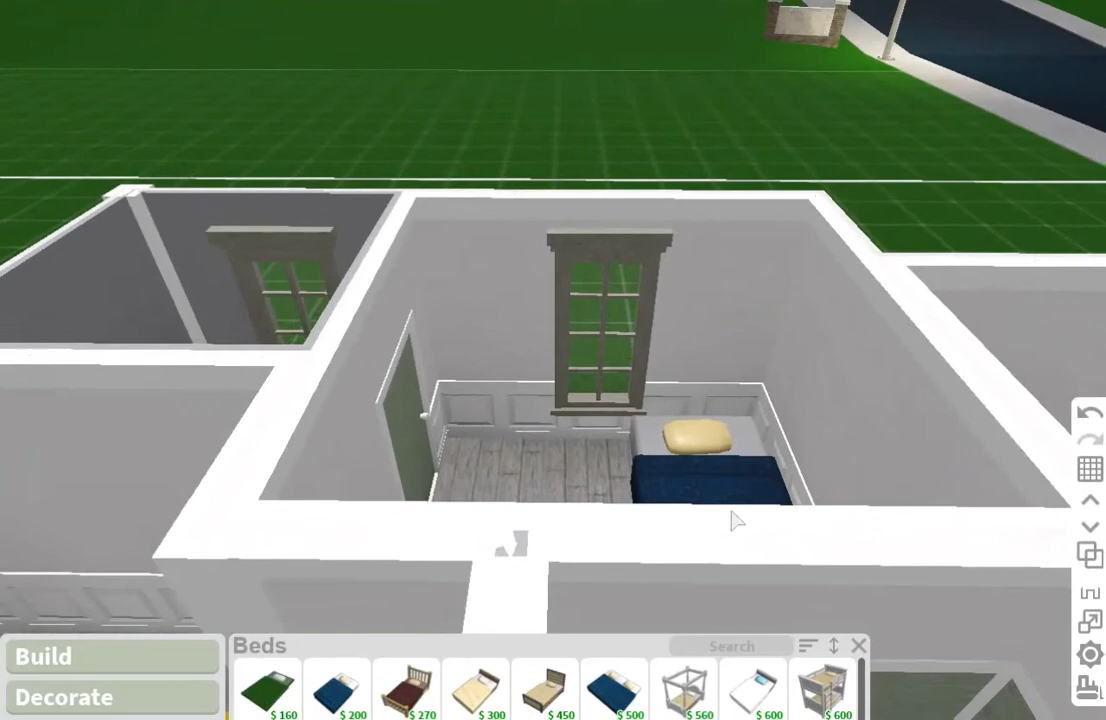 Build
Decorate
Beds
Search
$ 160
$ 200
$ 270
$ 300
$ 450
$ 500
$ 560
$ 600
$ 600